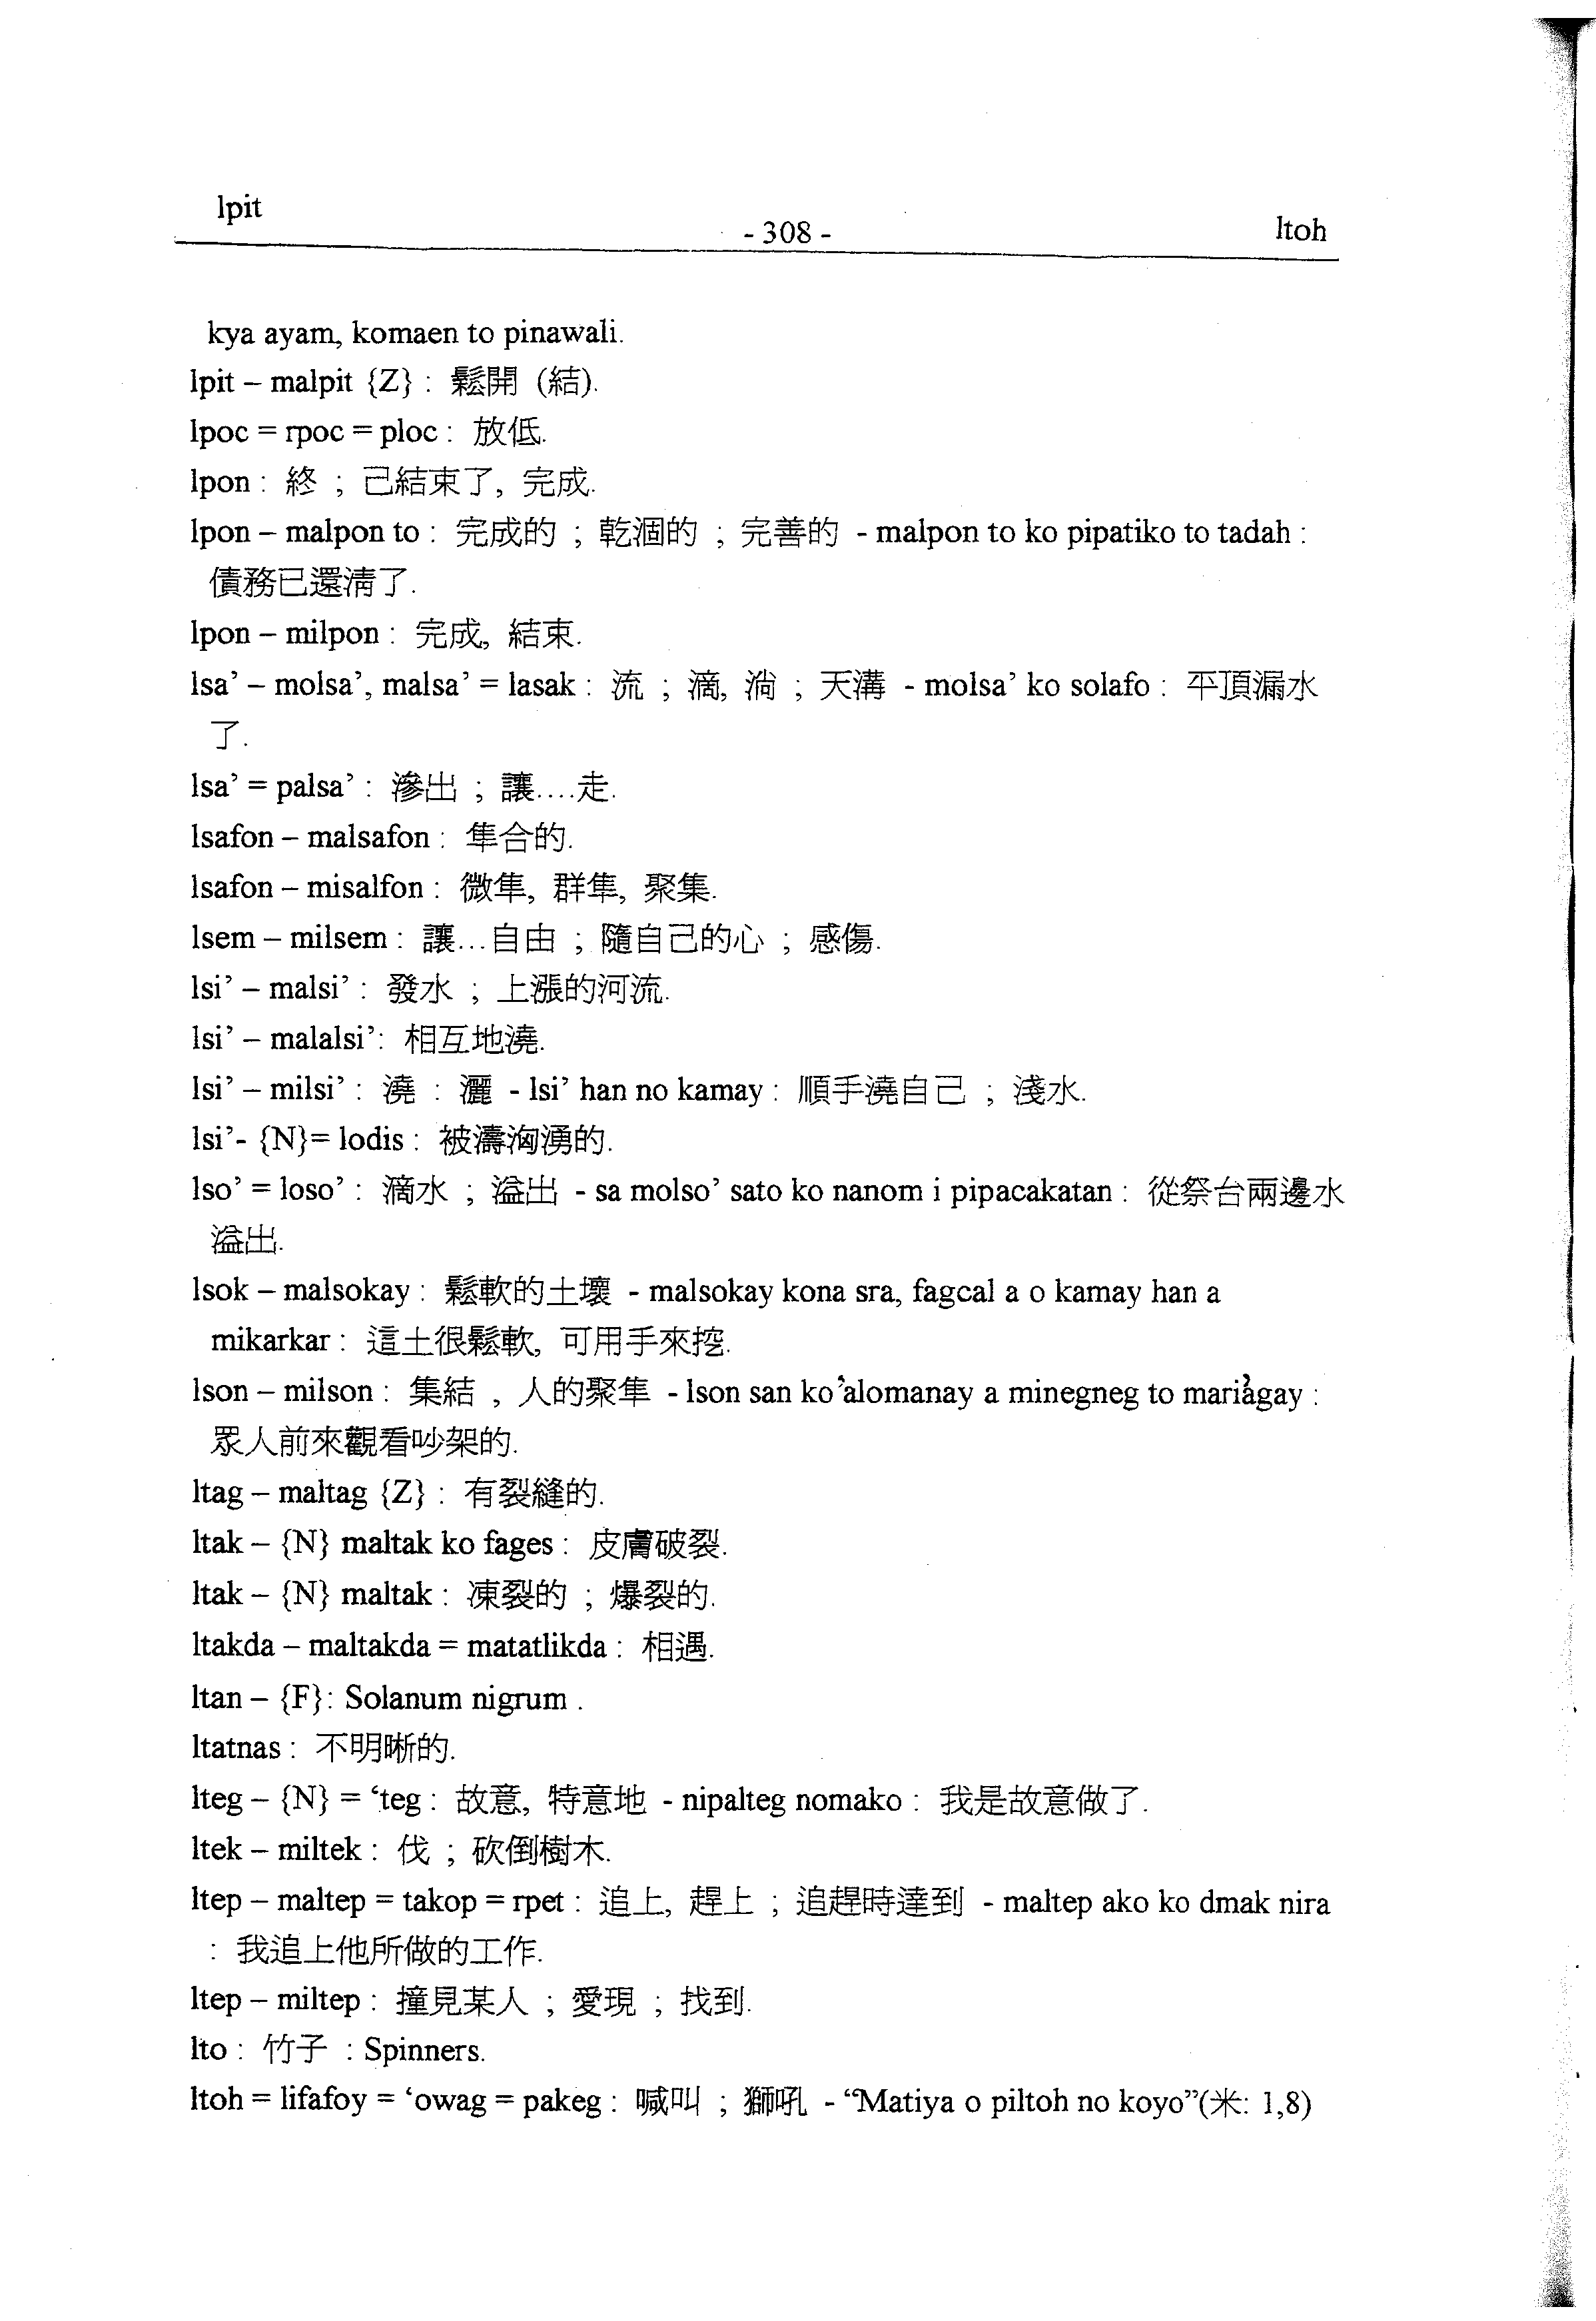 lpit
- 308 -
ltoh
kya ayam, komaen to pinawali.
lpit – malpit {Z} : 鬆開 (結).
lpoc = rpoc = ploc : 放低.
lpon : 終 ; 己結束了, 完成.
lpon – malpon to : 完成的 ; 乾涸的 ; 完善的 - malpon to ko pipatiko to tadah :
債務已還淸了.
lpon – milpon : 完成, 結束.
lsa’ – molsa’, malsa’ = lasak : 流 ; 滴, 淌 ; 天溝 - molsa’ ko solafo : 平頂漏水
了.
lsa’ = palsa’ : 滲出 ; 讓....走.
lsafon – malsafon : 隼合的.
lsafon – misalfon : 微隼, 群隼, 聚集.
lsem – milsem : 讓...自由 ; 隨自己的心 ; 感傷.
lsi’ – malsi’ : 發水 ; 上漲的河流.
lsi’ – malalsi’: 相互地澆.
lsi’ – milsi’ : 澆 : 灑 - lsi’ han no kamay : 順手澆自己 ; 淺水.
lsi’- {N}= lodis : 被濤洶湧的.
lso’ = loso’ : 滴水 ; 溢出 - sa molso’ sato ko nanom i pipacakatan : 從祭台兩邊水
溢出.
lsok – malsokay : 鬆軟的土壤 - malsokay kona sra, fagcal a o kamay han a
mikarkar : 這土很鬆軟, 可用手來挖.
lson – milson : 集結 , 人的聚隼 - lson san ko ’alomanay a minegneg to mari’agay :
眾人前來觀看吵架的.
ltag – maltag {Z} : 有裂縫的.
ltak – {N} maltak ko fages : 皮膚破裂.
ltak – {N} maltak : 凍裂的 ; 爆裂的.
ltakda – maltakda = matatlikda : 相遇.
ltan – {F}: Solanum nigrum .
ltatnas : 不明晰的.
lteg – {N} = ‘teg : 故意, 特意地 - nipalteg nomako : 我是故意做了.
ltek – miltek : 伐 ; 砍倒樹木.
ltep – maltep = takop = rpet : 追上, 趕上 ; 追趕時達到 - maltep ako ko dmak nira
: 我追上他所做的工作.
ltep – miltep : 撞見某人 ; 愛現 ; 找到.
lto : 竹子 : Spinners.
ltoh = lifafoy = ‘owag = pakeg : 喊叫 ; 獅吼 - “Matiya o piltoh no koyo”(米: 1,8)